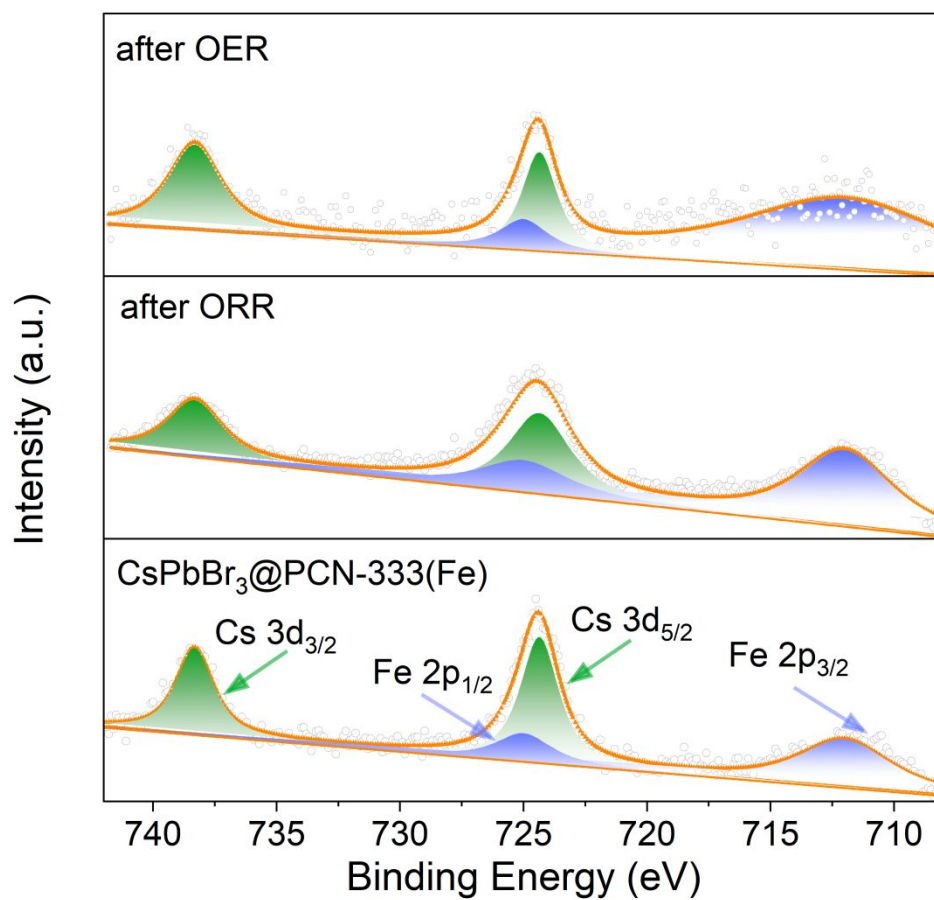 after OER
after ORR
CsPbBr₃@PCN-333(Fe)
Cs 3d₃/₂
Fe 2p₁/₂
Cs 3d₅/₂
Fe 2p₃/₂
Intensity (a.u.)
740 735 730 725 720 715 710
Binding Energy (eV)